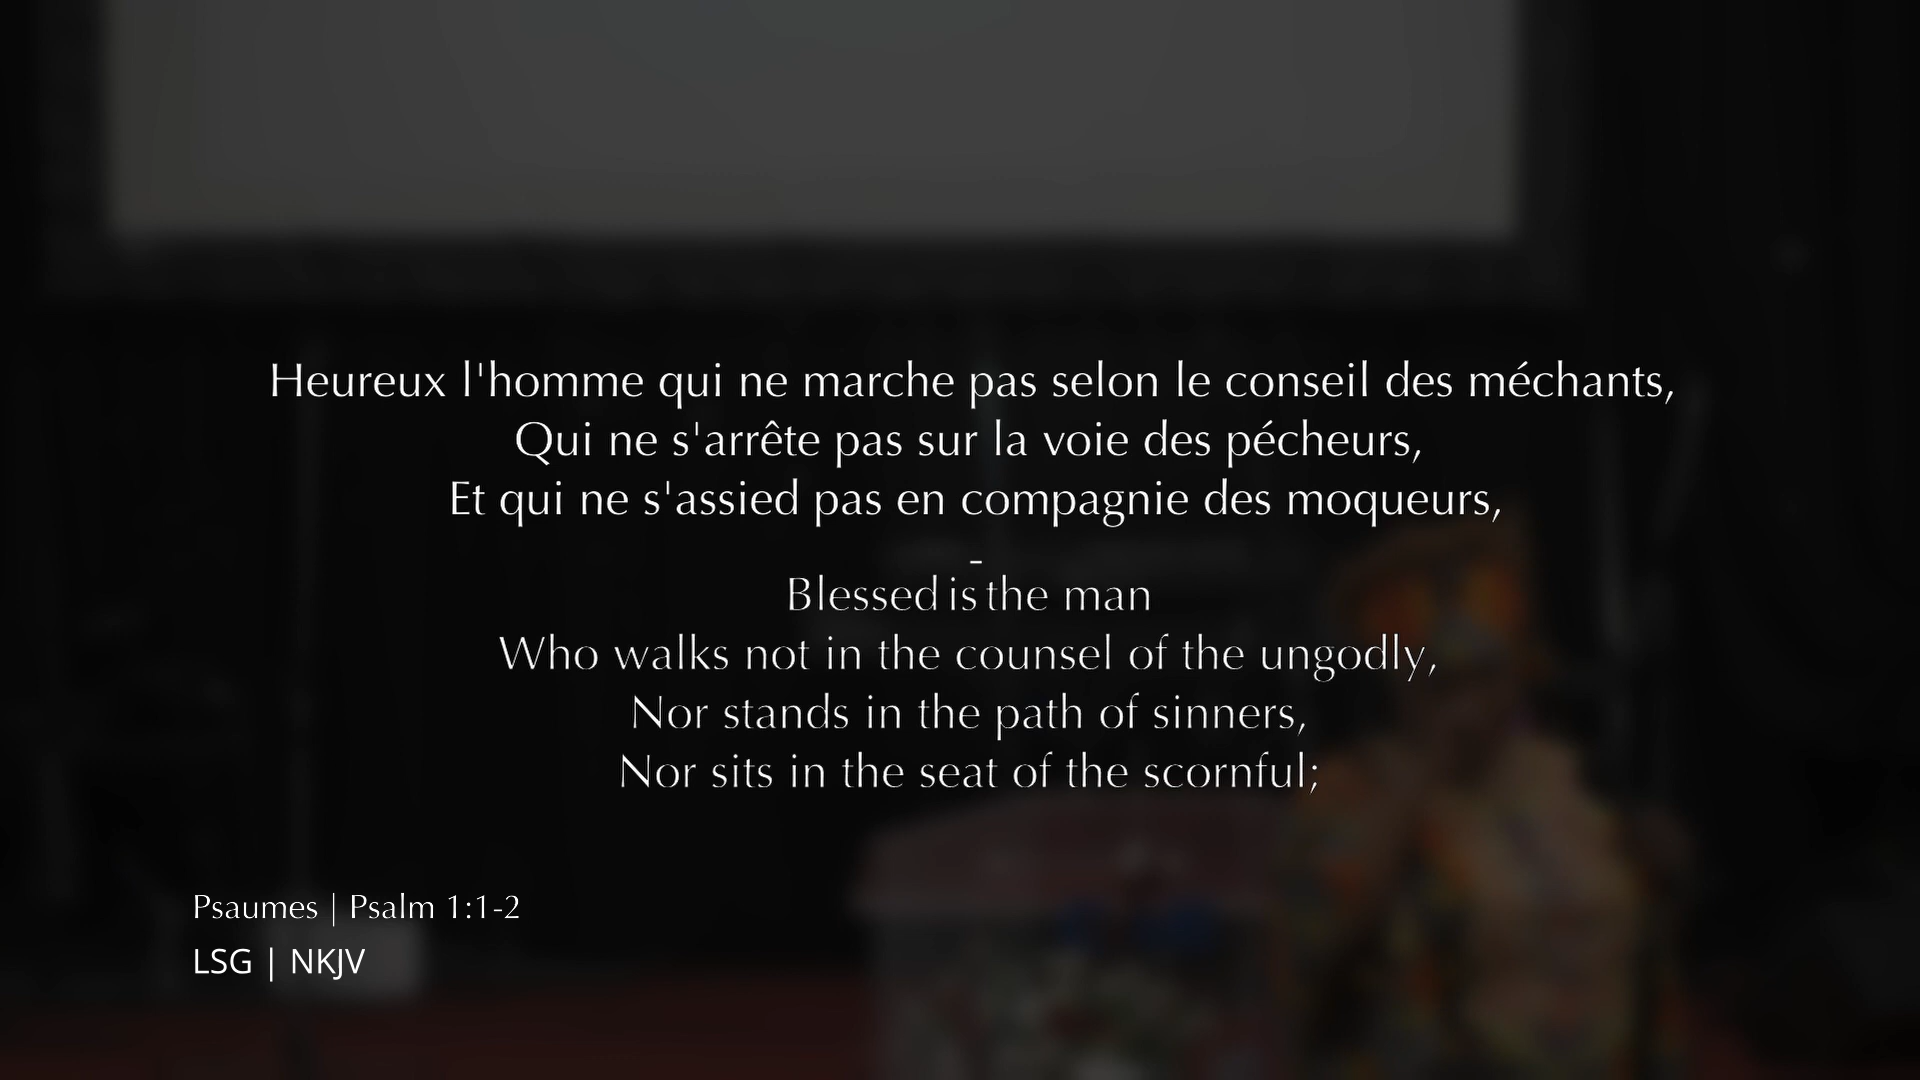 Heureux l'homme qui ne marche pas selon le conseil des méchants,
Qui ne s'arrête pas sur la voie des pécheurs,
Et qui ne s'assied pas en compagnie des moqueurs,
-
Blessed is the man
Who walks not in the counsel of the ungodly,
Nor stands in the path of sinners,
Nor sits in the seat of the scornful;
Psaumes | Psalm 1:1-2
LSG | NKJV